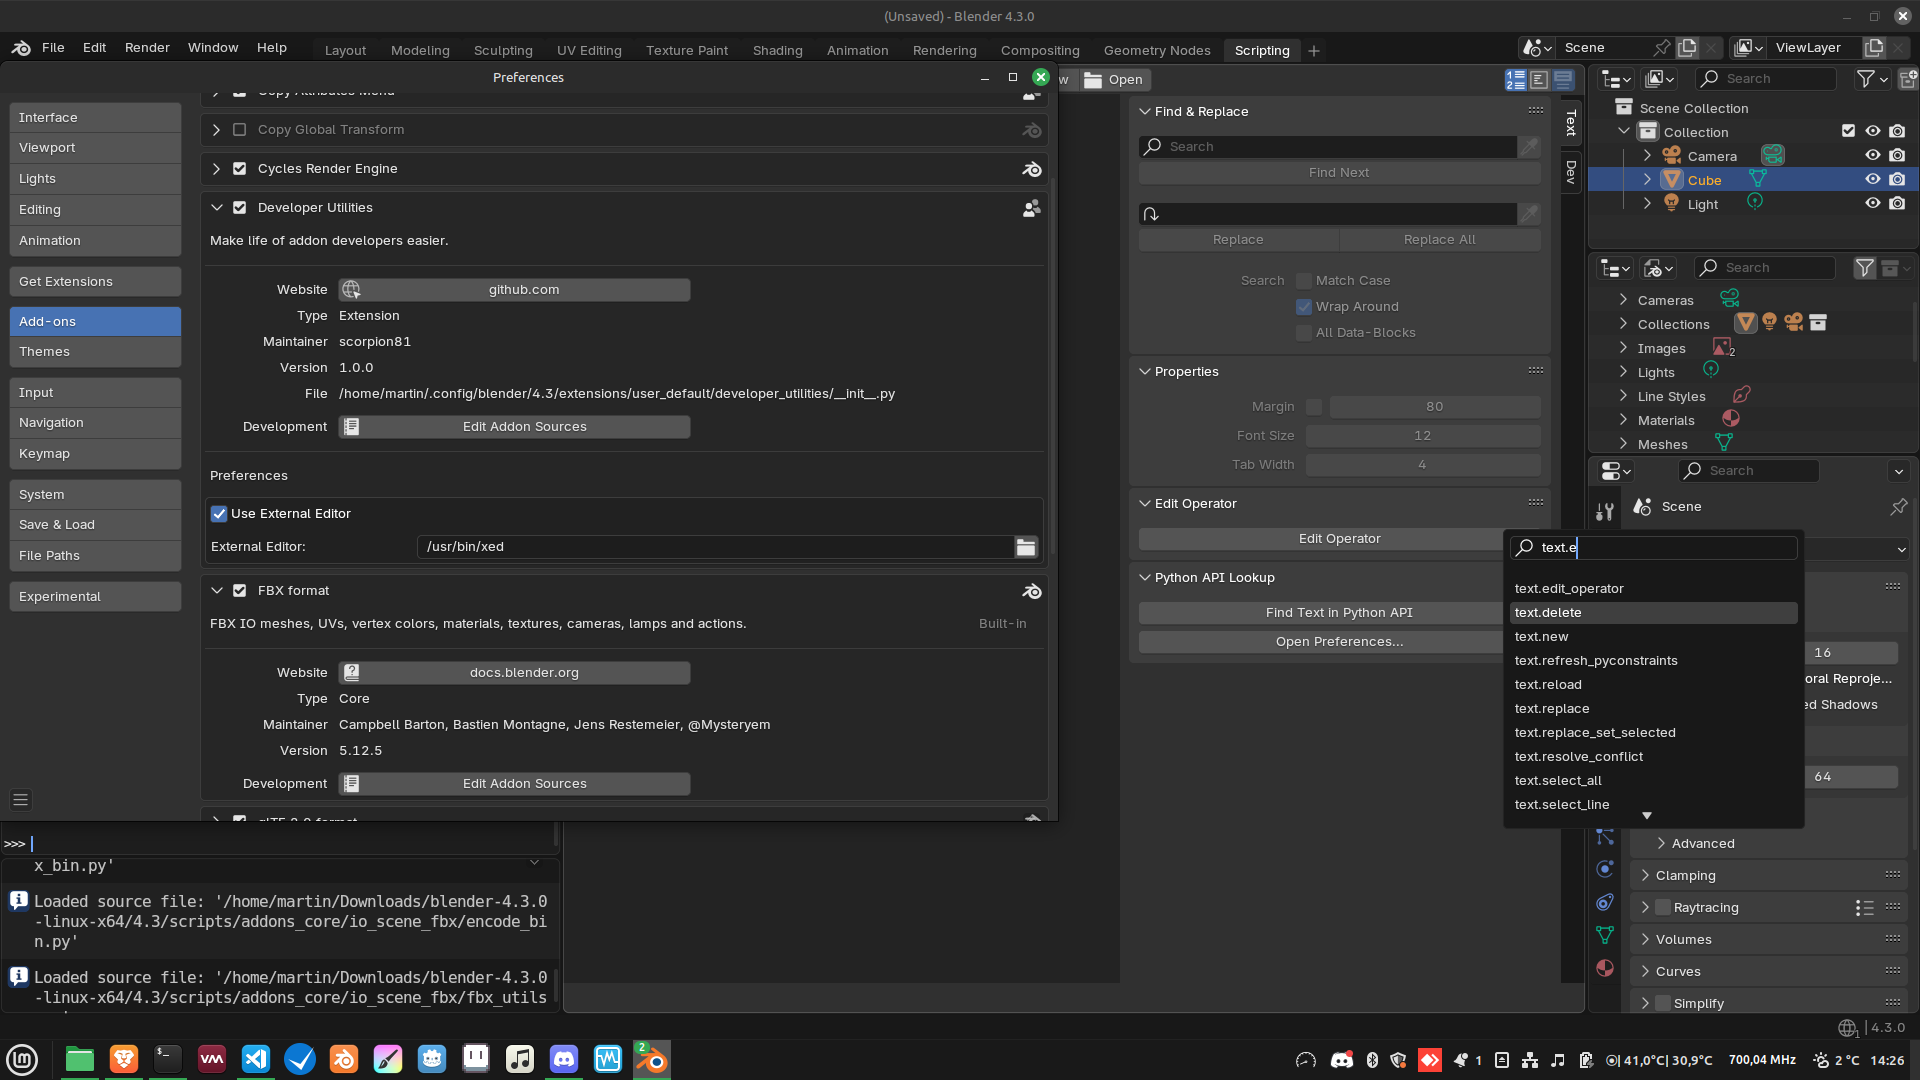 (Unsaved) - Blender 4.3.0
File Edit Render Window Help
Layout Modeling Sculpting UV Editing Texture Paint Shading Animation Rendering Compositing Geometry Nodes Scripting
Scene
ViewLayer
Preferences
Interface
Viewport
Lights
Editing
Animation
Get Extensions
Add-ons
Themes
Input
Navigation
Keymap
System
Save & Load
File Paths
Experimental
Copy Global Transform
Cycles Render Engine
Developer Utilities
Make life of addon developers easier.
Website github.com
Type Extension
Maintainer scorpion81
Version 1.0.0
File /home/martin/.config/blender/4.3/extensions/user_default/developer_utilities/__init__.py
Development Edit Addon Sources
Preferences
Use External Editor
External Editor: /usr/bin/xed
FBX format
FBX IO meshes, UVs, vertex colors, materials, textures, cameras, lamps and actions. Built-in
Website docs.blender.org
Type Core
Maintainer Campbell Barton, Bastien Montagne, Jens Restemeier, @Mysteryem
Version 5.12.5
Development Edit Addon Sources
>>>
x_bin.py'
Loaded source file: '/home/martin/Downloads/blender-4.3.0
-linux-x64/4.3/scripts/addons_core/io_scene_fbx/encode_bi
n.py'
Loaded source file: '/home/martin/Downloads/blender-4.3.0
-linux-x64/4.3/scripts/addons_core/io_scene_fbx/fbx_utils
Open
Find & Replace
Search
Find Next
Replace Replace All
Search Match Case
Wrap Around
All Data-Blocks
Properties
Margin 80
Font Size 12
Tab Width 4
Edit Operator
Edit Operator
Python API Lookup
Find Text in Python API
Open Preferences...
Text
Dev
text.e
text.edit_operator
text.delete
text.new
text.refresh_pyconstraints
text.reload
text.replace
text.replace_set_selected
text.resolve_conflict
text.select_all
text.select_line
Search
Scene Collection
Collection
Camera
Cube
Light
Search
Cameras
Collections
Images 2
Lights
Line Styles
Materials
Meshes
Search
Scene
16
oral Reproje...
ed Shadows
64
Advanced
Clamping
Raytracing
Volumes
Curves
Simplify
4.3.0
2
1
41,0°C| 30,9°C 700,04 MHz 2 °C 14:26